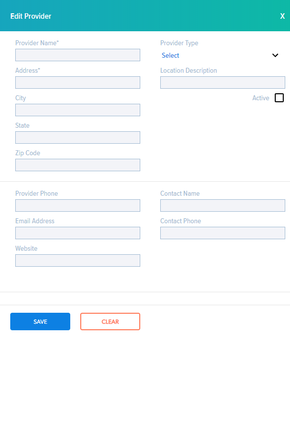 Edit Provider X
Provider Name* Provider Type
Select
Address* Location Description
City Active
State
Zip Code
Provider Phone Contact Name
Email Address Contact Phone
Website
SAVE CLEAR